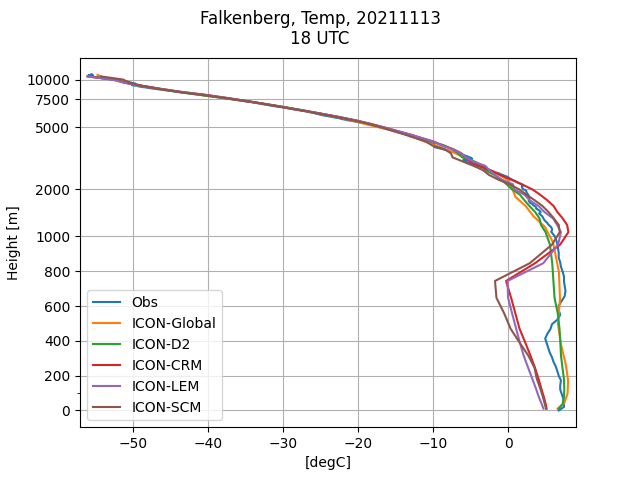 Falkenberg, Temp, 20211113
18 UTC
Height [m]
10000
7500
5000
2000
1000
800
600
400
200
0
Obs
ICON-Global
ICON-D2
ICON-CRM
ICON-LEM
ICON-SCM
−50
−40
−30
−20
−10
0
[degC]